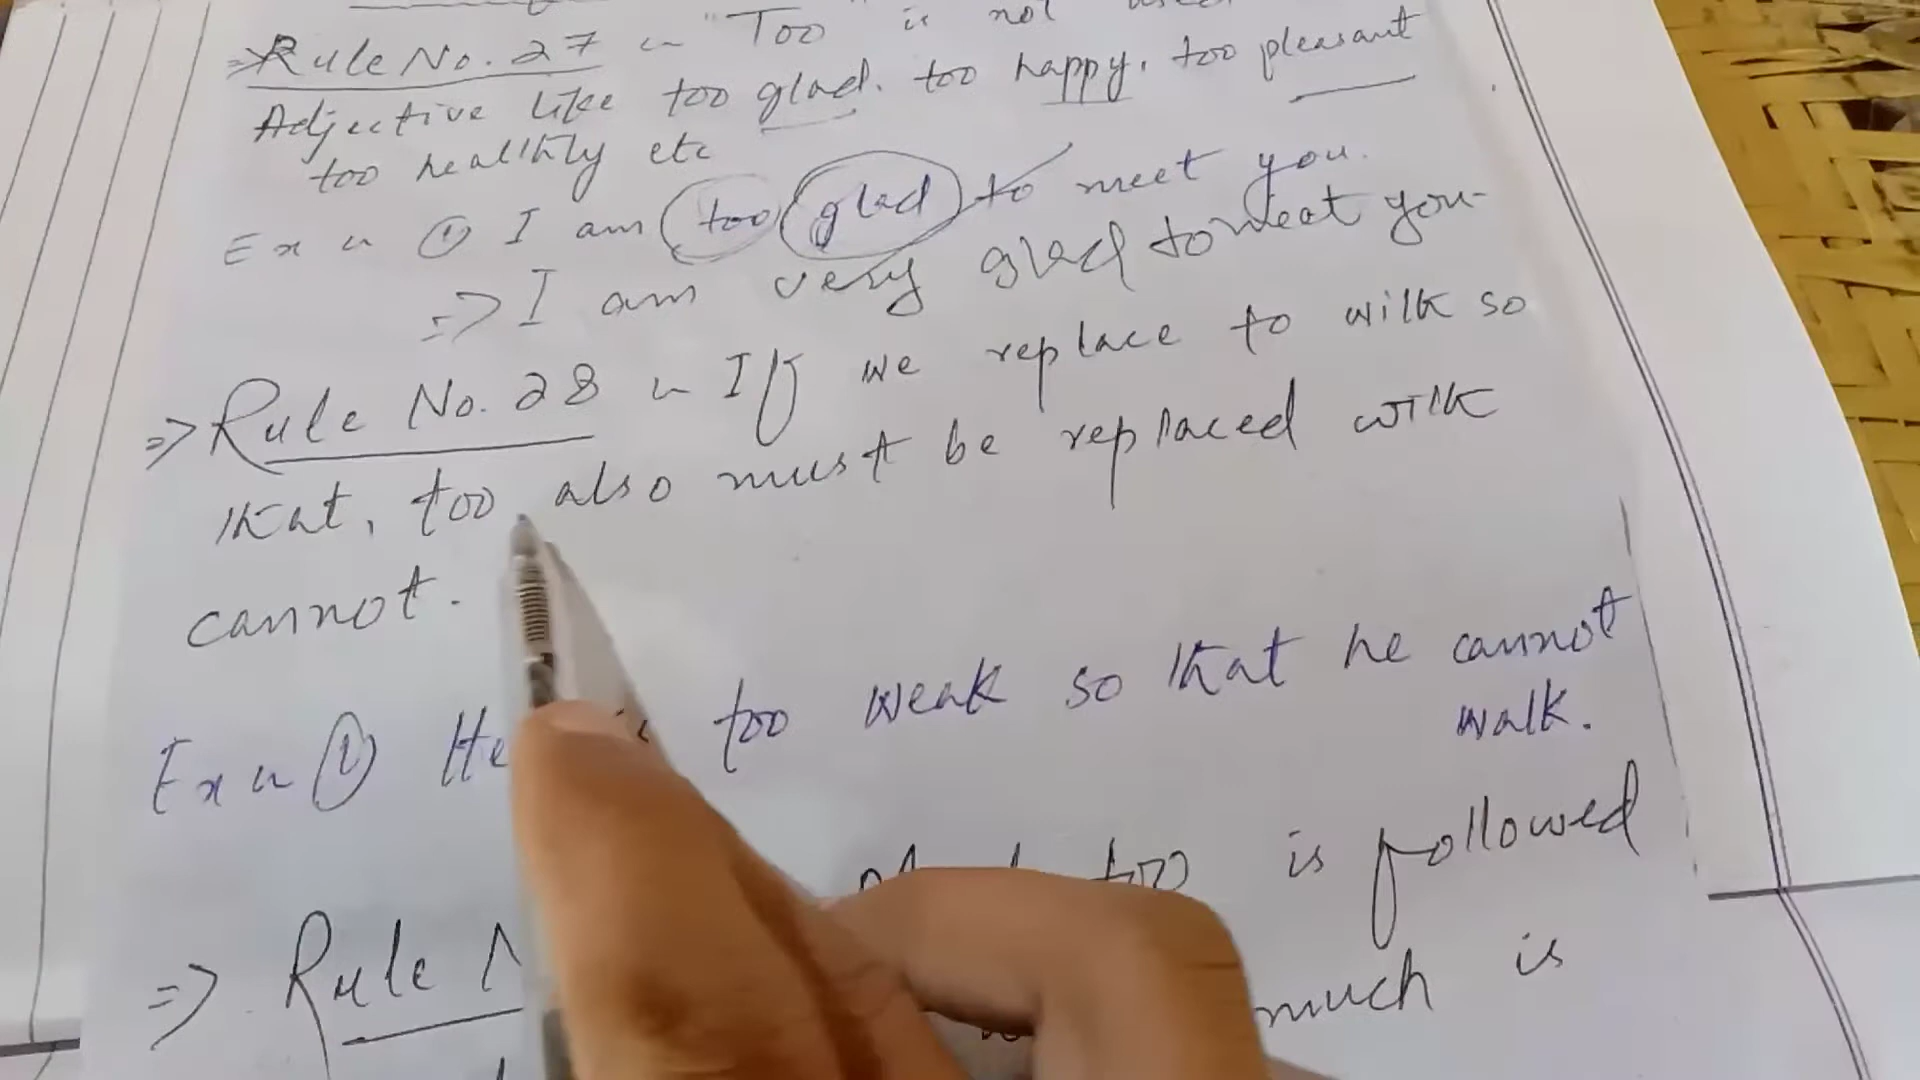 "Too" is not
⇒Rule No. 27 ~ 
Adjective like too glad. too happy. too pleasant
too healthly etc
Ex ~ ① I am too glad to meet you.
⇒ I am very glad to meat you.
⇒ Rule No. 28 ~ If we replace to with so
that, too also must be replaced with
cannot.
Ex ~ ① He is too weak so that he cannot
walk.
too is followed
⇒ Rule
much is